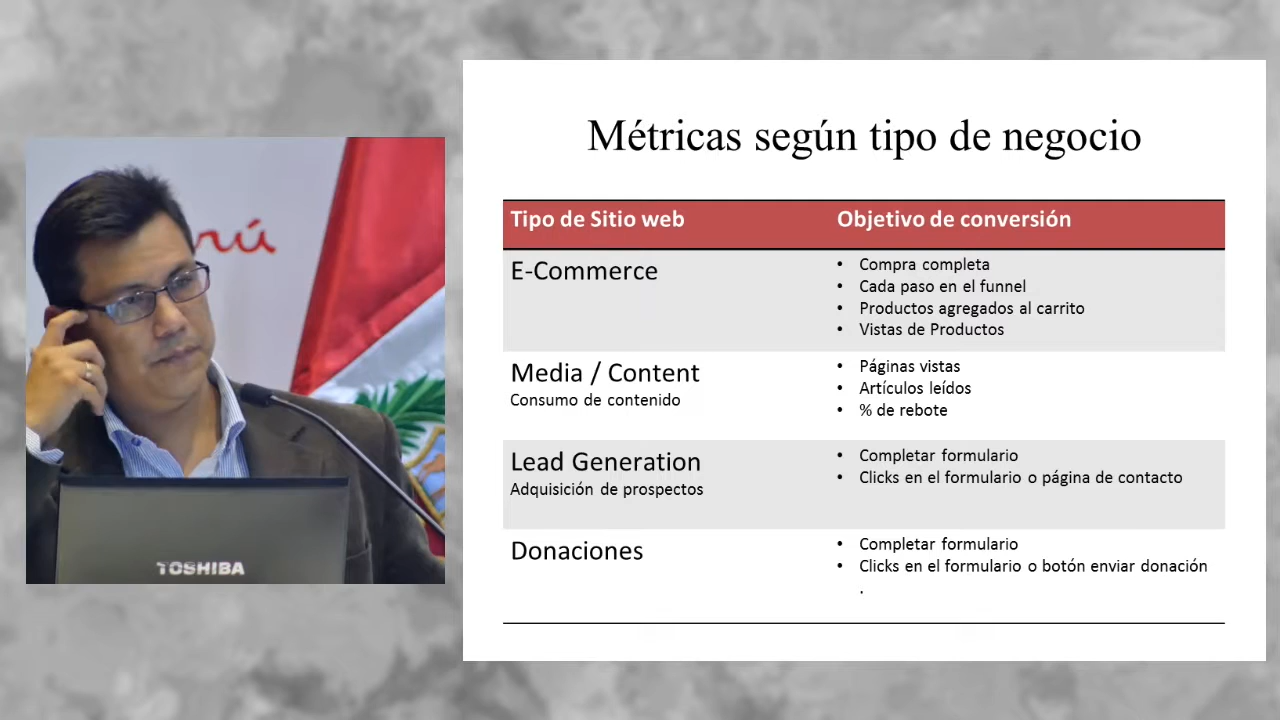 Métricas según tipo de negocio
Tipo de Sitio web
Objetivo de conversión
E-Commerce
• Compra completa
• Cada paso en el funnel
• Productos agregados al carrito
• Vistas de Productos
Media / Content
Consumo de contenido
• Páginas vistas
• Artículos leídos
• % de rebote
Lead Generation
Adquisición de prospectos
• Completar formulario
• Clicks en el formulario o página de contacto
Donaciones
• Completar formulario
• Clicks en el formulario o botón enviar donación
.
rú
TOSHIBA